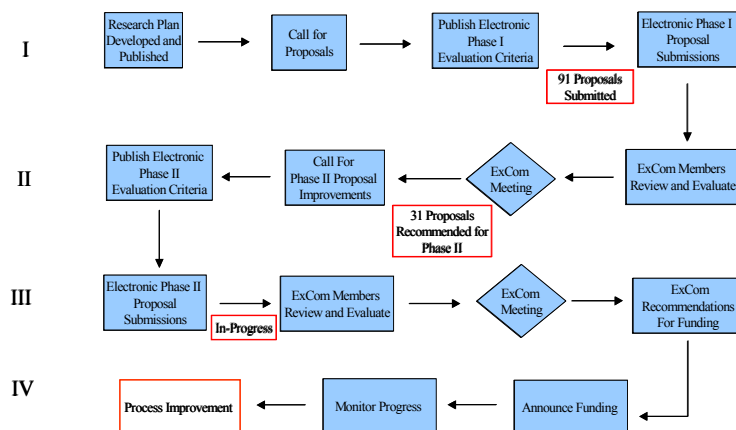 I
Research Plan
Developed and
Published
Call for
Proposals
Publish Electronic
Phase I
Evaluation Criteria
Electronic Phase I
Proposal
Submissions
91 Proposals
Submitted
II
Publish Electronic
Phase II
Evaluation Criteria
Call For
Phase II Proposal
Improvements
ExCom
Meeting
ExCom Members
Review and Evaluate
31 Proposals
Recommended for
Phase II
III
Electronic Phase II
Proposal
Submissions
In-Progress
ExCom Members
Review and Evaluate
ExCom
Meeting
ExCom
Recommendations
For Funding
IV
Process Improvement
Monitor Progress
Announce Funding